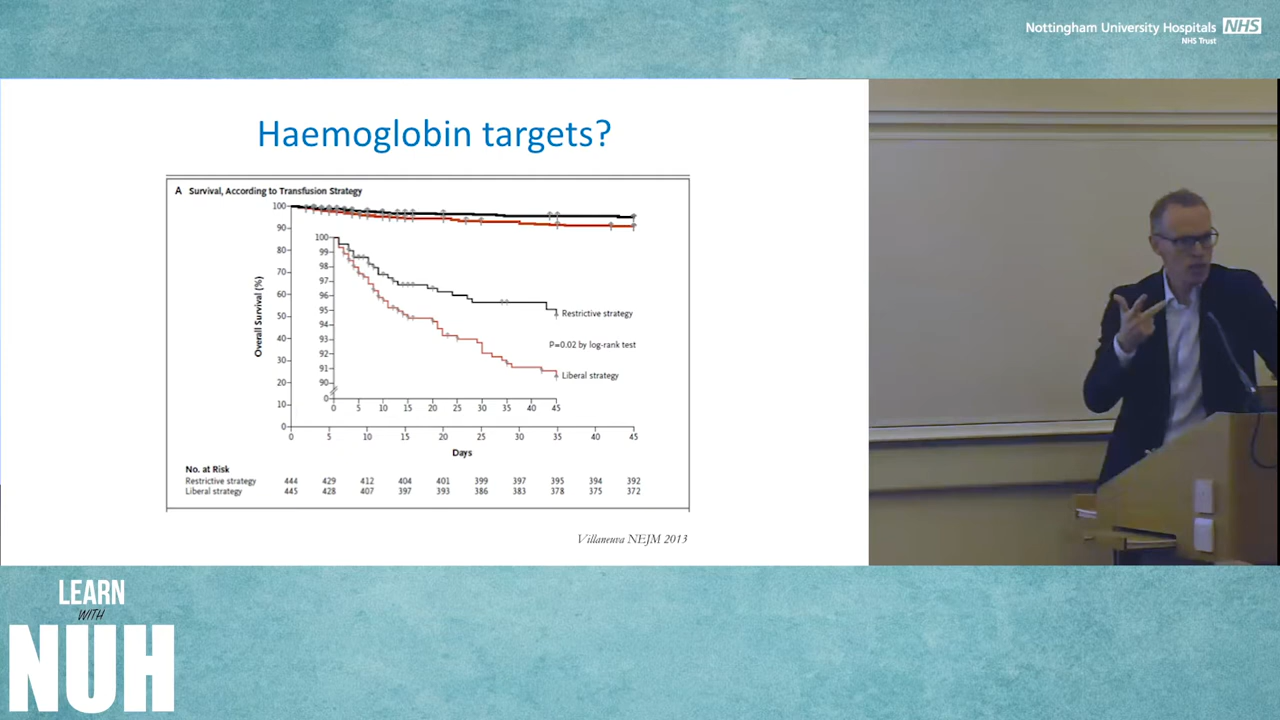 Nottingham University Hospitals NHS
NHS Trust
Haemoglobin targets?
A Survival, According to Transfusion Strategy
Overall Survival (%)
100
90
80
70
60
50
40
30
20
10
0
100
99
98
97
96
95
94
93
92
91
90
0
Restrictive strategy
P=0.02 by log-rank test
Liberal strategy
0 5 10 15 20 25 30 35 40 45
0 5 10 15 20 25 30 35 40 45
Days
No. at Risk
Restrictive strategy 444 429 412 404 401 399 397 395 394 392
Liberal strategy 445 428 407 397 393 386 383 378 375 372
Villaneuva NEJM 2013
LEARN
WITH
NUH